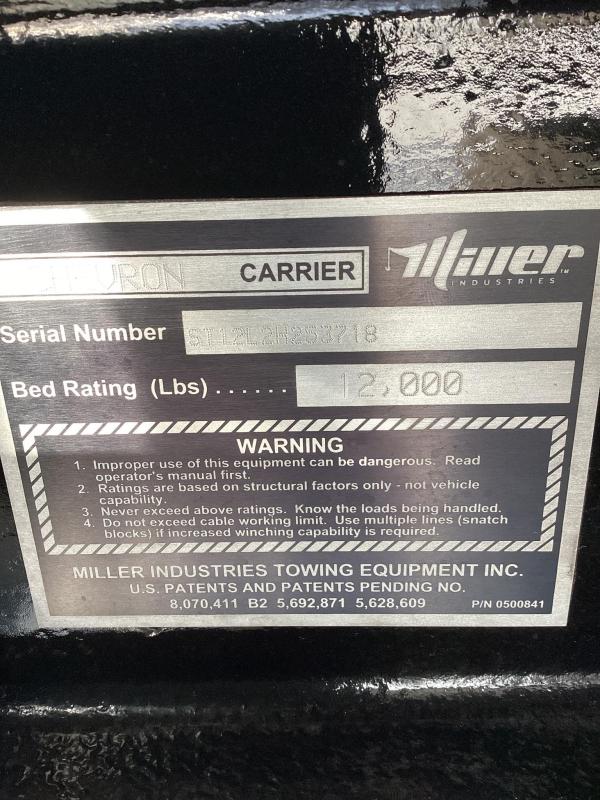 CHEVRON CARRIER Miller™
INDUSTRIES
Serial Number ST12L2H253718
Bed Rating (Lbs) ...... 12,000
WARNING
1. Improper use of this equipment can be dangerous. Read
operator's manual first.
2. Ratings are based on structural factors only - not vehicle
capability.
3. Never exceed above ratings. Know the loads being handled.
4. Do not exceed cable working limit. Use multiple lines (snatch
blocks) if increased winching capability is required.
MILLER INDUSTRIES TOWING EQUIPMENT INC.
U.S. PATENTS AND PATENTS PENDING NO.
8,070,411 B2 5,692,871 5,628,609 P/N 0500841